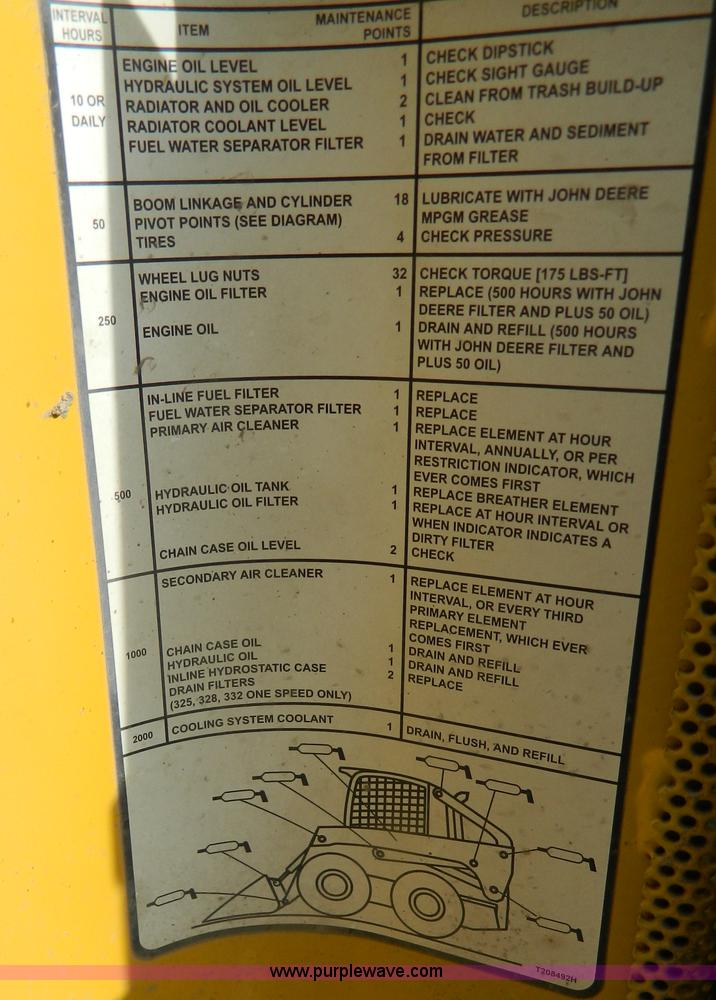 INTERVAL HOURS ITEM MAINTENANCE POINTS DESCRIPTION
10 OR DAILY
ENGINE OIL LEVEL 1 CHECK DIPSTICK
HYDRAULIC SYSTEM OIL LEVEL 1 CHECK SIGHT GAUGE
RADIATOR AND OIL COOLER 2 CLEAN FROM TRASH BUILD-UP
RADIATOR COOLANT LEVEL 1 CHECK
FUEL WATER SEPARATOR FILTER 1 DRAIN WATER AND SEDIMENT
FROM FILTER
50
BOOM LINKAGE AND CYLINDER 18 LUBRICATE WITH JOHN DEERE
PIVOT POINTS (SEE DIAGRAM) MPGM GREASE
TIRES 4 CHECK PRESSURE
250
WHEEL LUG NUTS 32 CHECK TORQUE [175 LBS-FT]
ENGINE OIL FILTER 1 REPLACE (500 HOURS WITH JOHN
DEERE FILTER AND PLUS 50 OIL)
ENGINE OIL 1 DRAIN AND REFILL (500 HOURS
WITH JOHN DEERE FILTER AND
PLUS 50 OIL)
500
IN-LINE FUEL FILTER 1 REPLACE
FUEL WATER SEPARATOR FILTER 1 REPLACE
PRIMARY AIR CLEANER 1 REPLACE ELEMENT AT HOUR
INTERVAL, ANNUALLY, OR PER
RESTRICTION INDICATOR, WHICH
EVER COMES FIRST
HYDRAULIC OIL TANK 1 REPLACE BREATHER ELEMENT
HYDRAULIC OIL FILTER 1 REPLACE AT HOUR INTERVAL OR
WHEN INDICATOR INDICATES A
DIRTY FILTER
CHAIN CASE OIL LEVEL 2 CHECK
1000
SECONDARY AIR CLEANER 1 REPLACE ELEMENT AT HOUR
INTERVAL, OR EVERY THIRD
PRIMARY ELEMENT
REPLACEMENT, WHICH EVER
COMES FIRST
CHAIN CASE OIL 1 DRAIN AND REFILL
HYDRAULIC OIL 1 DRAIN AND REFILL
INLINE HYDROSTATIC CASE 2 REPLACE
DRAIN FILTERS
(325, 328, 332 ONE SPEED ONLY)
2000 COOLING SYSTEM COOLANT 1 DRAIN, FLUSH, AND REFILL
T208492H
www.purplewave.com